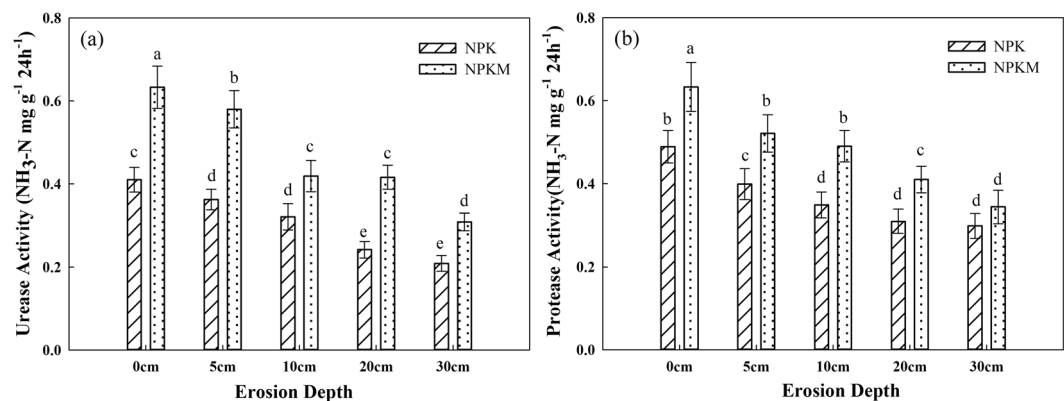 (a)
NPK
NPKM
Urease Activity (NH3-N mg g-1 24h-1)
0.8
0.6
0.4
0.2
0.0
a
b
c
c
c
d
d
d
e
e
0cm
5cm
10cm
20cm
30cm
Erosion Depth
(b)
NPK
NPKM
Protease Activity(NH3-N mg g-1 24h-1)
0.8
0.6
0.4
0.2
0.0
a
b
b
b
c
c
d
d
d
d
0cm
5cm
10cm
20cm
30cm
Erosion Depth